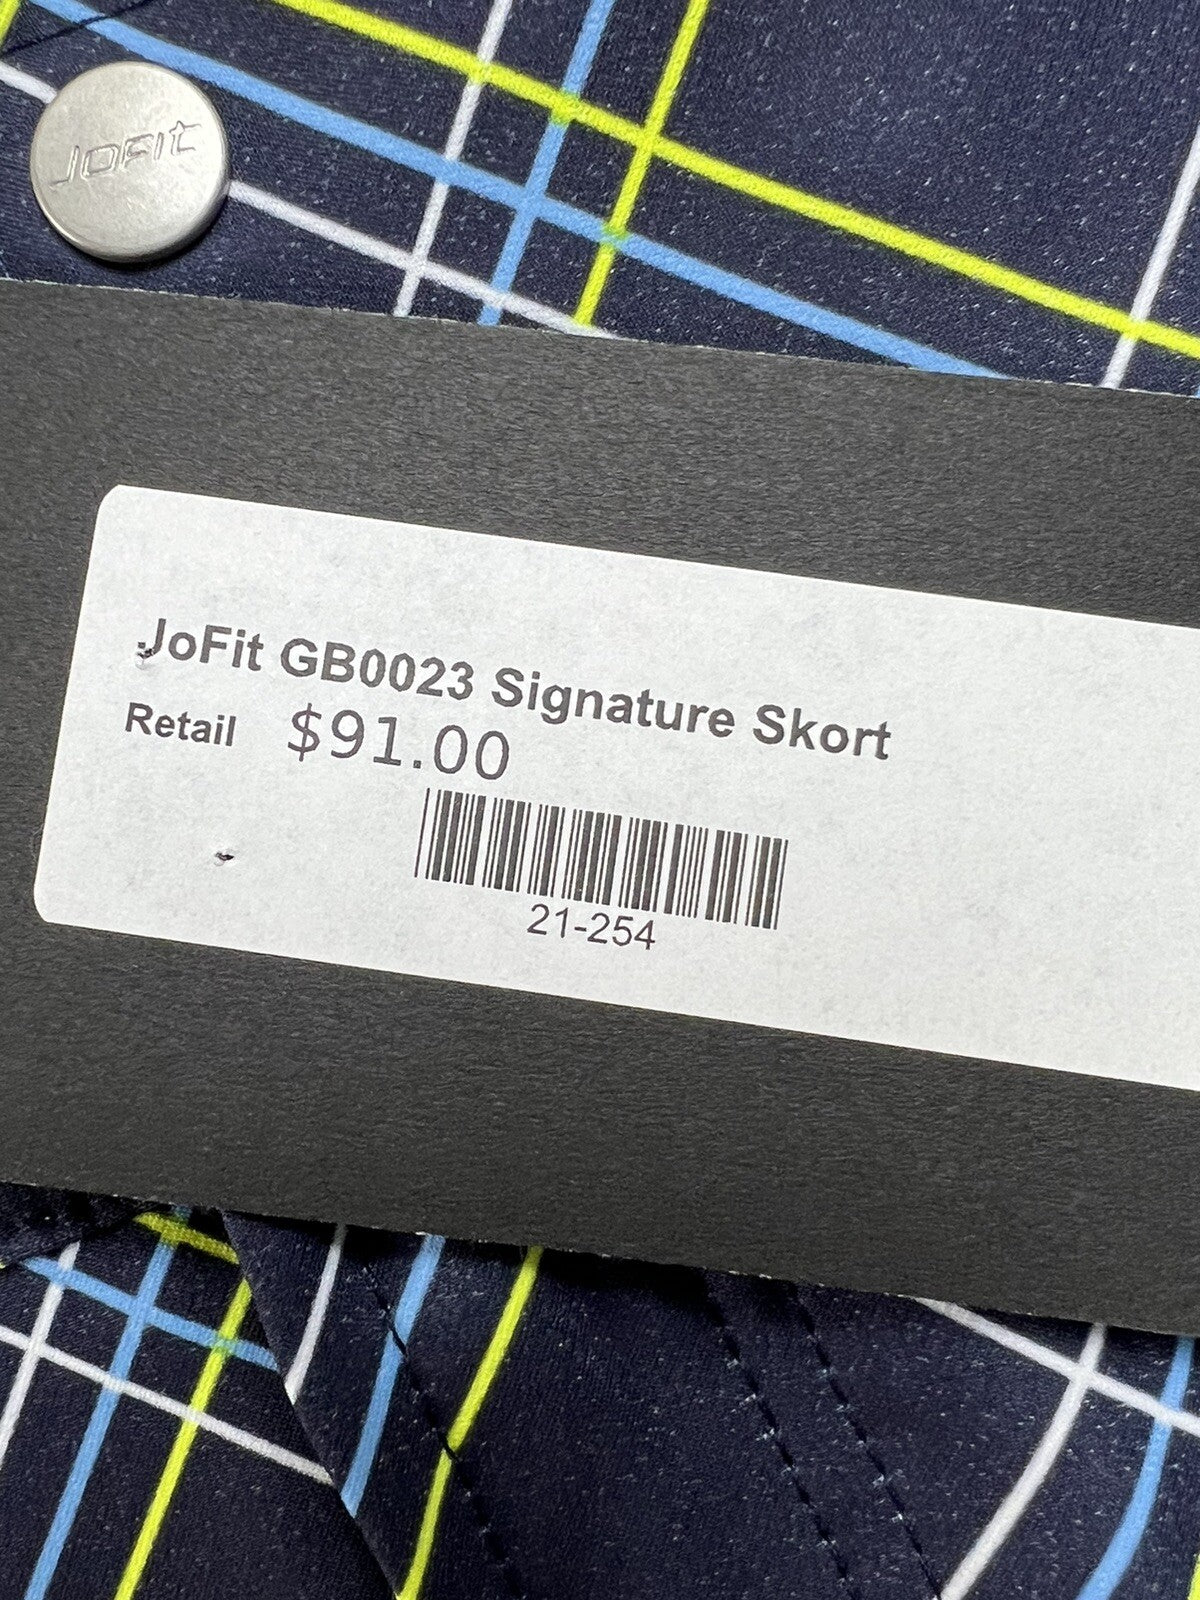 JoFit
JoFit GB0023 Signature Skort
Retail $91.00
21-254